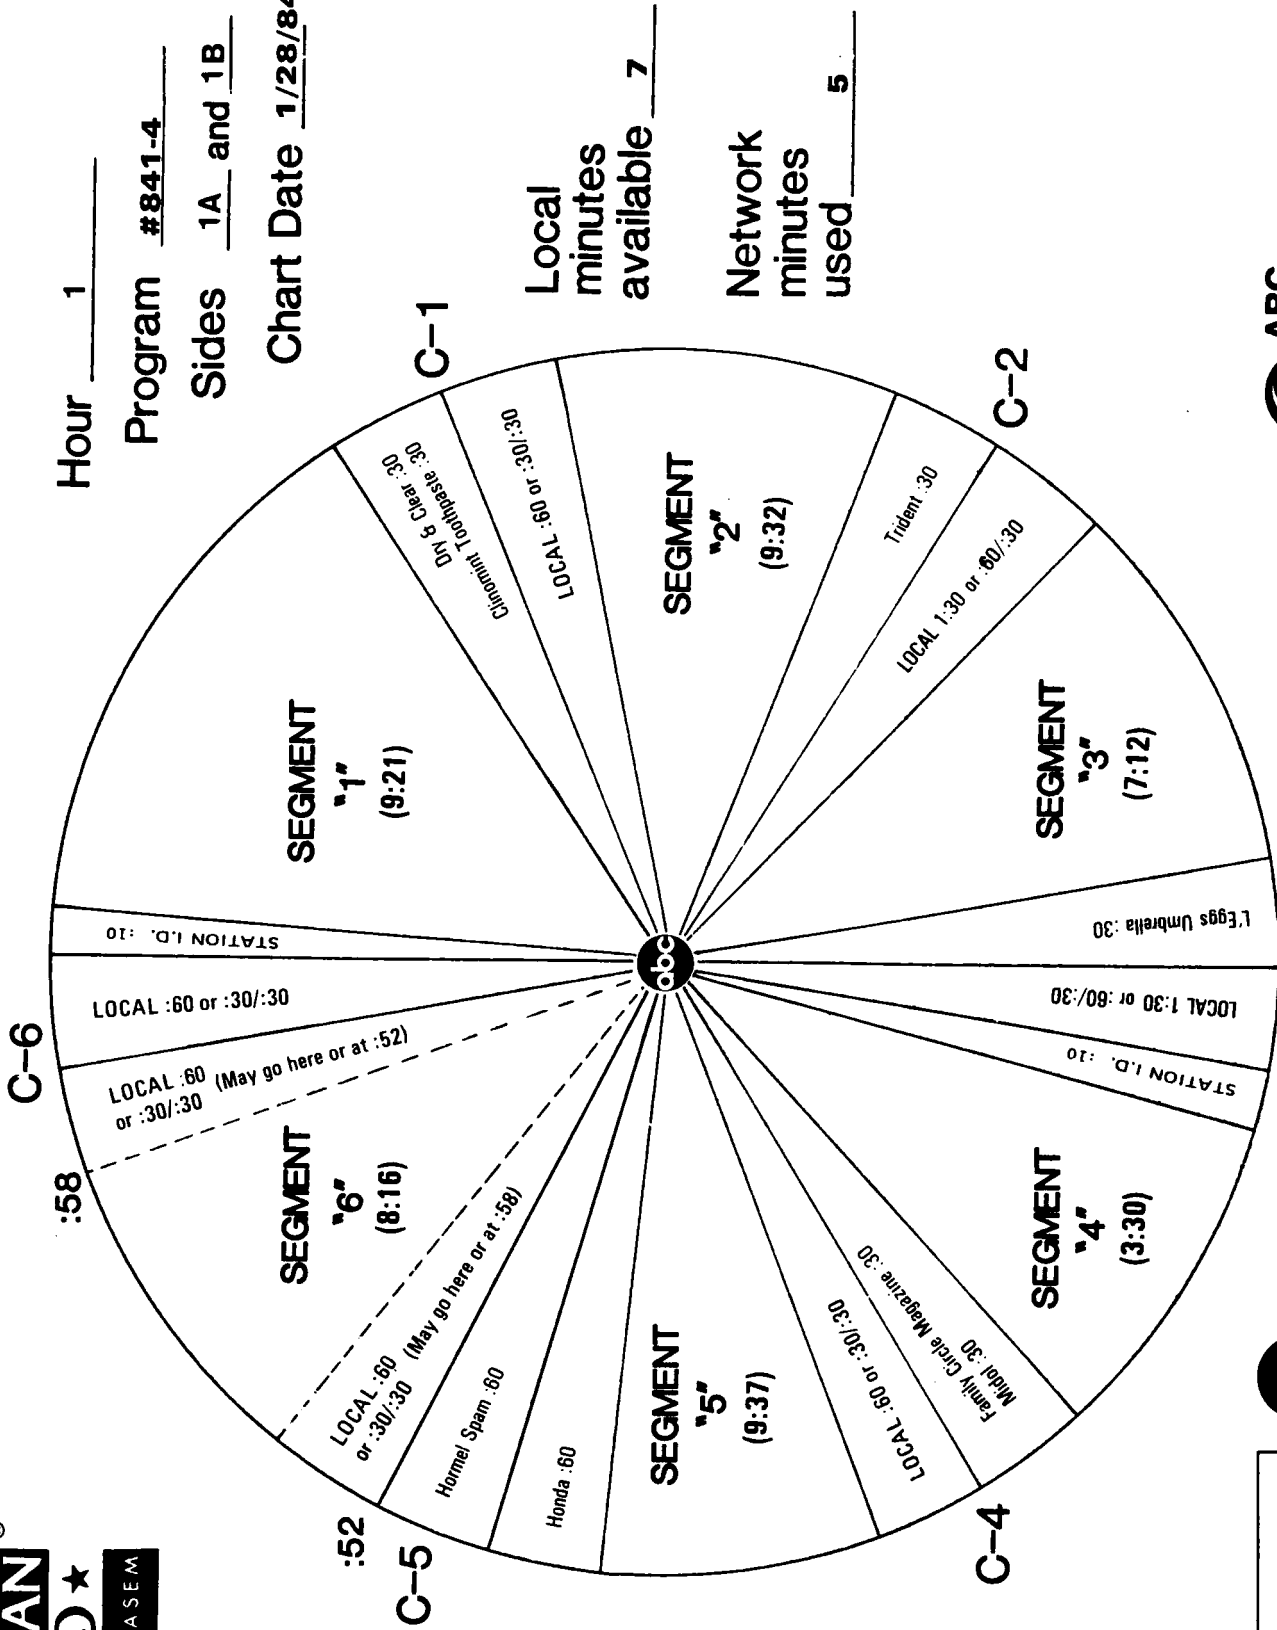 Hour 1
Program #841-4
Sides 1A and 1B
Chart Date 1/28/84
Local
minutes
available 7
Network
minutes
used 5
C-1
Dry & Clear :30
Clinomint Toothpaste :30
LOCAL :60 or :30/:30
SEGMENT
"2"
(9:32)
Trident :30
C-2
LOCAL 1:30 or :60/:30
SEGMENT
"3"
(7:12)
L'Eggs Umbrella :30
LOCAL 1:30 or :60/:30
STATION I.D. :10
SEGMENT
"4"
(3:30)
Family Circle Magazine :30
Midol :30
C-4
LOCAL :60 or :30/:30
SEGMENT
"5"
(9:37)
Honda :60
Hormel Spam :60
C-5
:52
LOCAL :60
or :30/:30
(May go here or at :58)
SEGMENT
"6"
(8:16)
:58
LOCAL :60
or :30/:30
(May go here or at :52)
C-6
LOCAL :60 or :30/:30
STATION I.D. :10
SEGMENT
"1"
(9:21)
abc
ABC
AN
ASEM